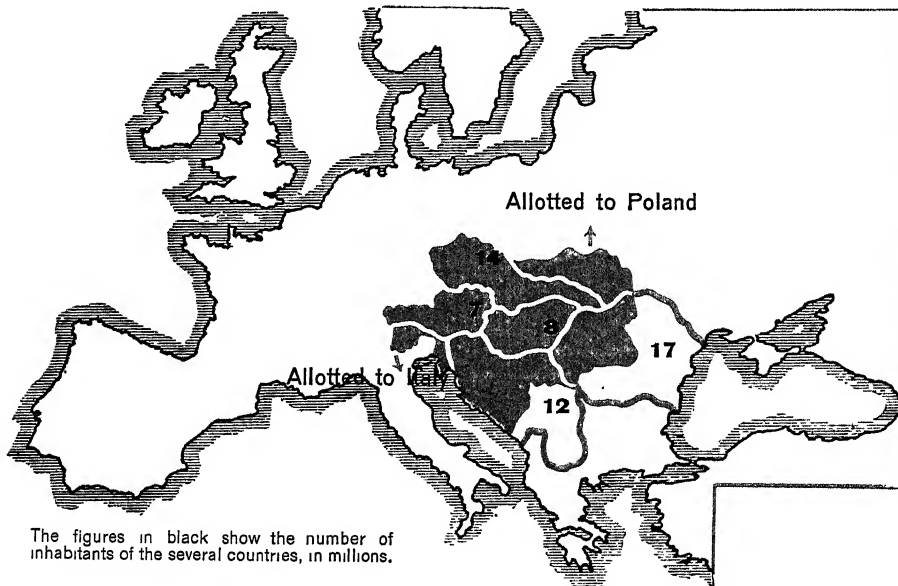 Allotted to Poland
14
7
8
17
Allotted to Italy
12
The figures in black show the number of
inhabitants of the several countries, in millions.